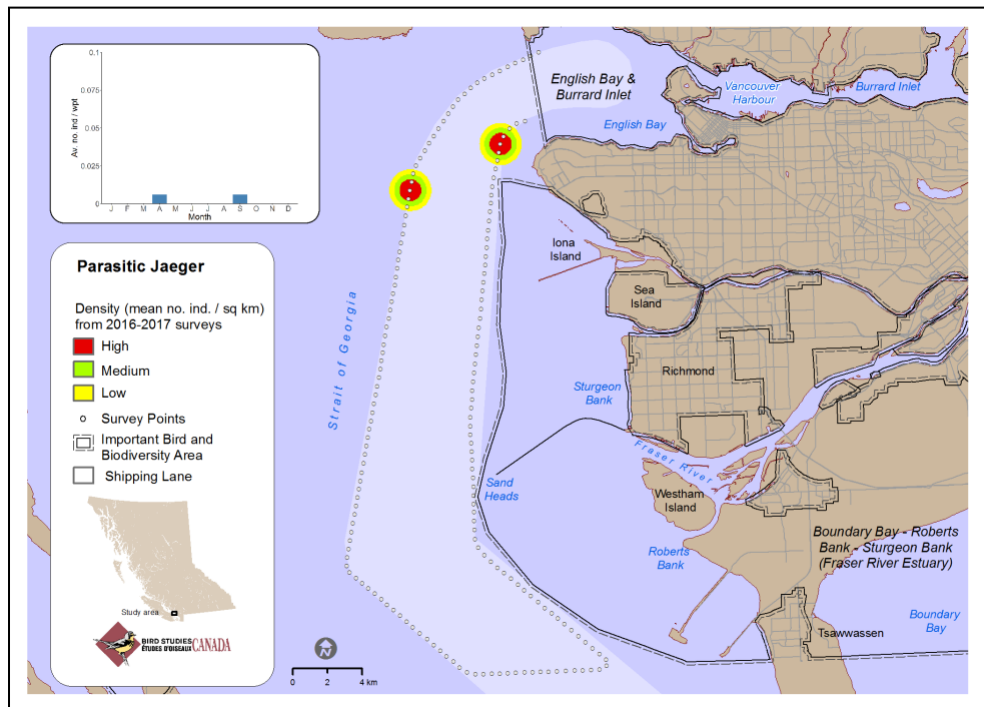 0.1
0.075
0.05
0.025
0
Av. no. ind / wpt
J F M A M J J A S O N D
Month
Parasitic Jaeger
Density (mean no. ind. / sq km)
from 2016-2017 surveys
High
Medium
Low
Survey Points
Important Bird and
Biodiversity Area
Shipping Lane
Study area
BIRD STUDIES
ÉTUDES D'OISEAUX
CANADA
N
0 2 4 km
English Bay &
Burrard Inlet
Vancouver
Harbour
Burrard Inlet
English Bay
Strait of Georgia
Iona
Island
Sea
Island
Richmond
Sturgeon
Bank
Fraser River
Sand
Heads
Westham
Island
Roberts
Bank
Boundary Bay - Roberts
Bank - Sturgeon Bank
(Fraser River Estuary)
Boundary
Bay
Tsawwassen